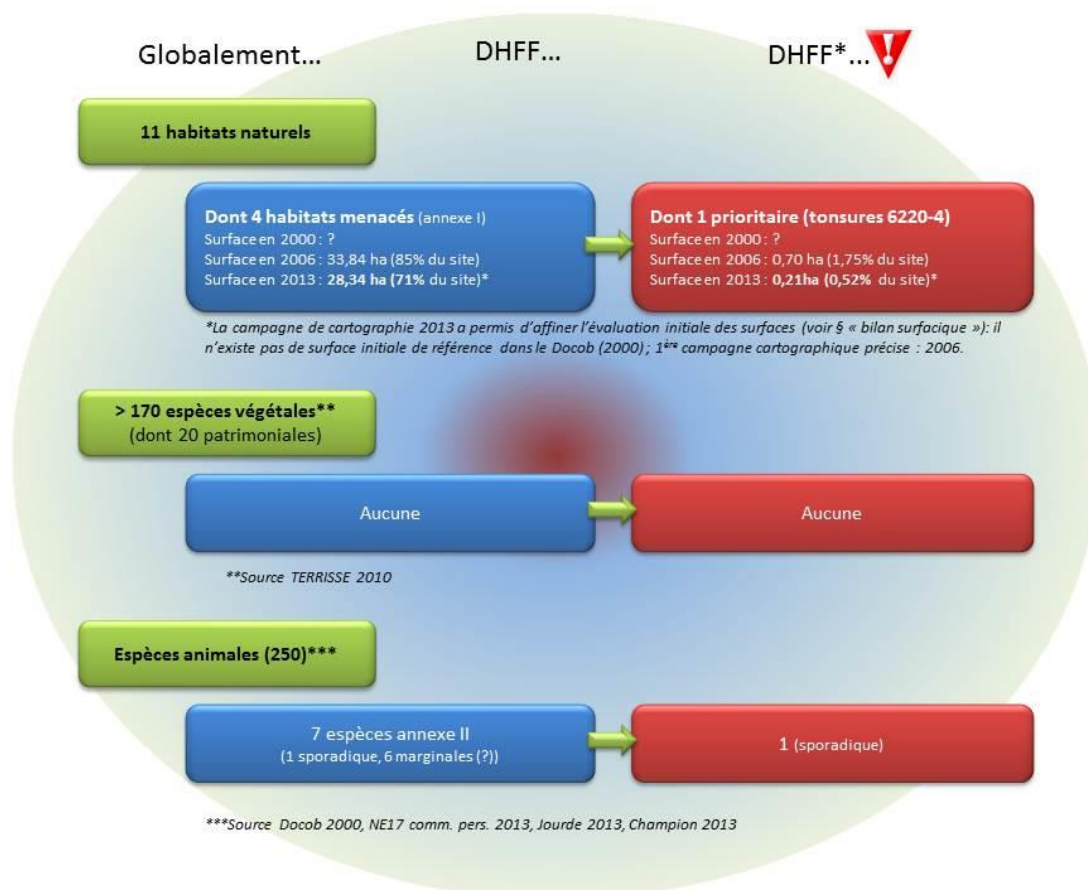 Globalement...
DHFF...
DHFF*...
11 habitats naturels
Dont 4 habitats menacés (annexe I)
Surface en 2000 : ?
Surface en 2006 : 33,84 ha (85% du site)
Surface en 2013 : 28,34 ha (71% du site)*
Dont 1 prioritaire (tonsures 6220-4)
Surface en 2000 : ?
Surface en 2006 : 0,70 ha (1,75% du site)
Surface en 2013 : 0,21ha (0,52% du site)*
*La campagne de cartographie 2013 a permis d'affiner l'évaluation initiale des surfaces (voir § « bilan surfacique »): il
n'existe pas de surface initiale de référence dans le Docob (2000) ; 1ère campagne cartographique précise : 2006.
> 170 espèces végétales**
(dont 20 patrimoniales)
Aucune
Aucune
**Source TERRISSE 2010
Espèces animales (250)***
7 espèces annexe II
(1 sporadique, 6 marginales (?))
1 (sporadique)
***Source Docob 2000, NE17 comm. pers. 2013, Jourde 2013, Champion 2013